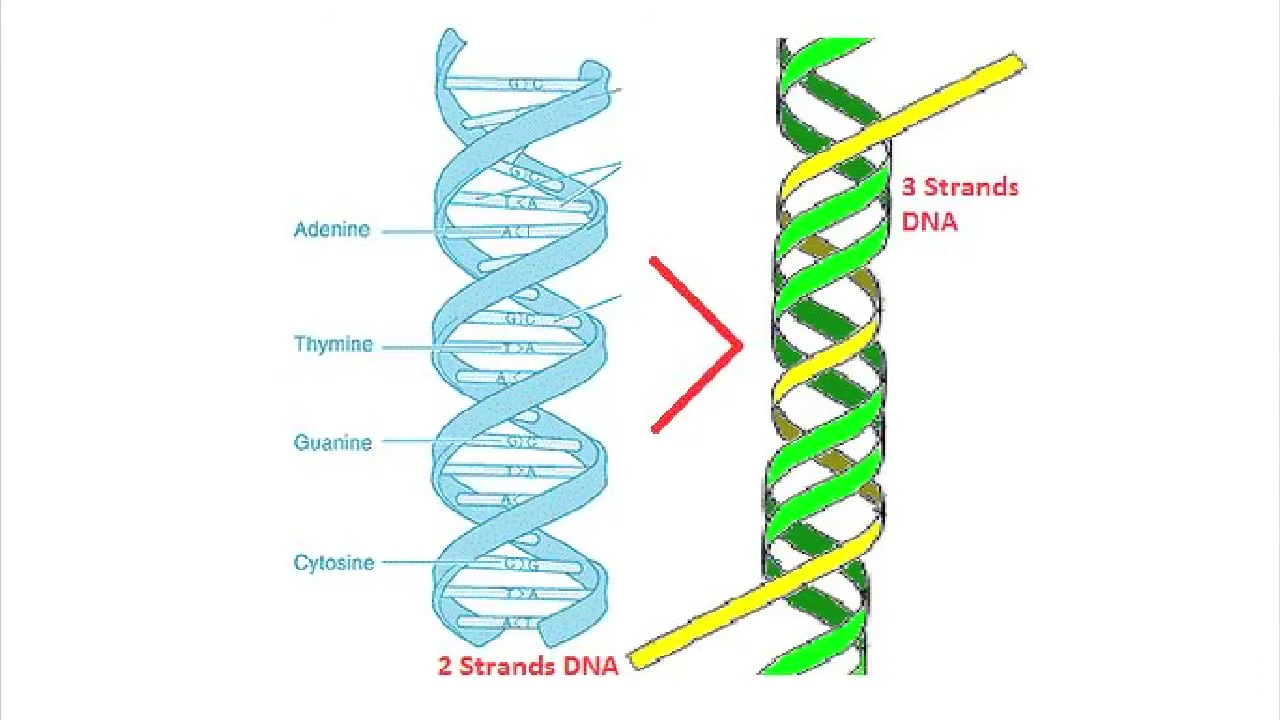 G C
G C
T A
Adenine
A T
3 Strands
DNA
G C
Thymine
T A
A
Guanine
G G
T A
A
Cytosine
G G
T A
A T
2 Strands DNA